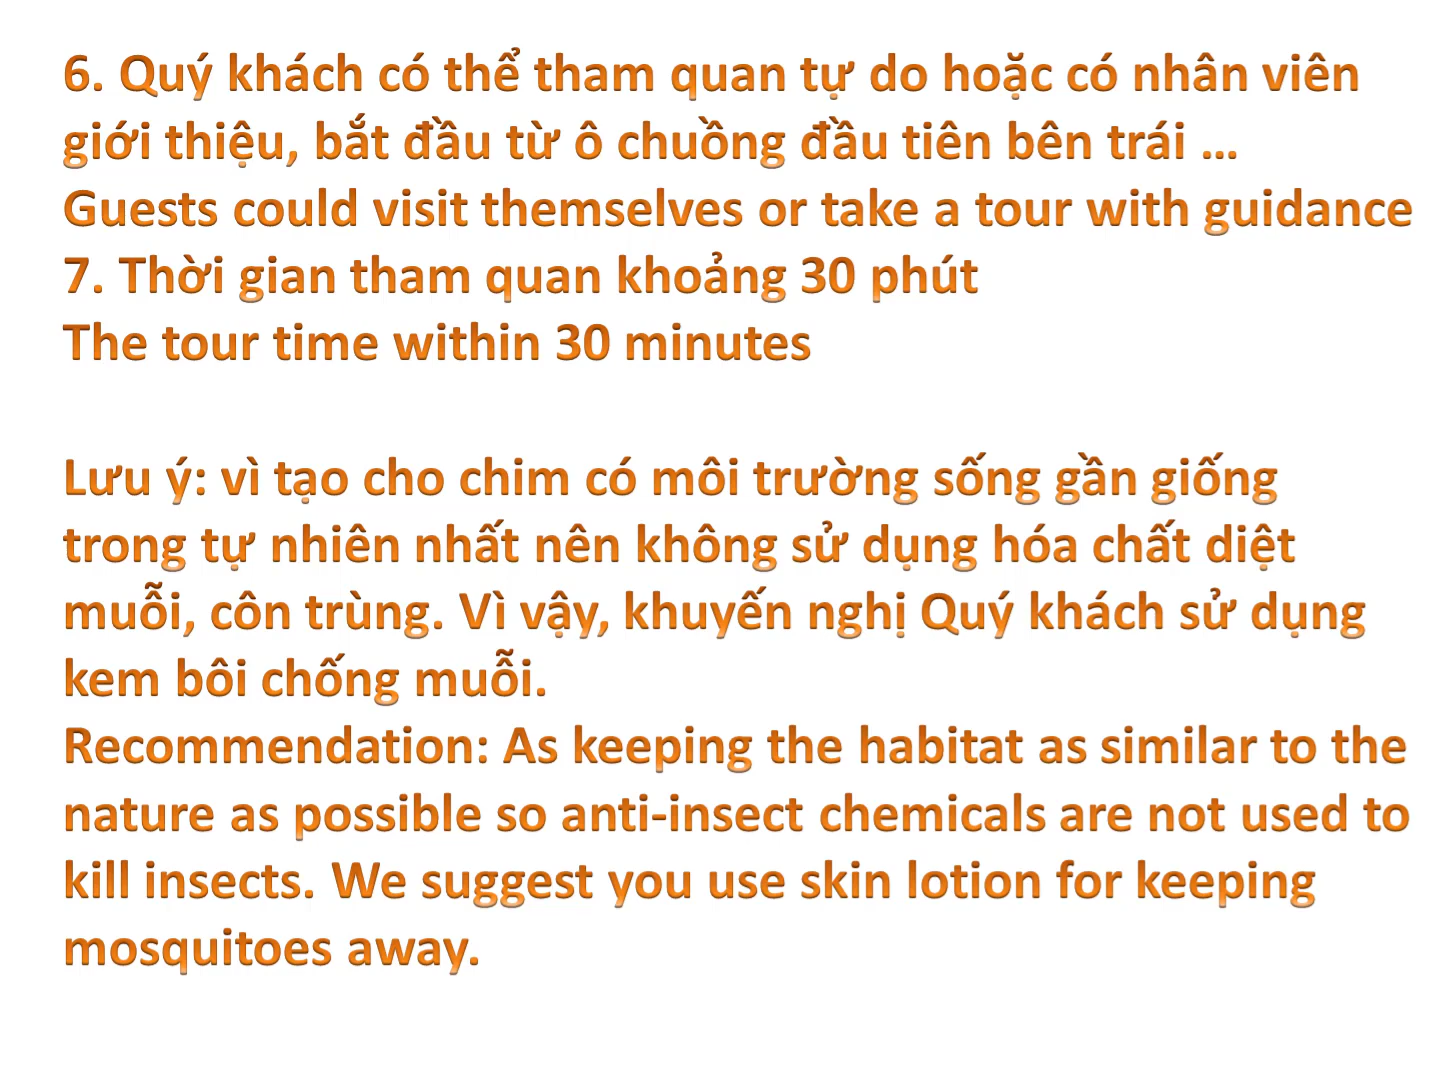 6. Quý khách có thể tham quan tự do hoặc có nhân viên
giới thiệu, bắt đầu từ ô chuồng đầu tiên bên trái ...
Guests could visit themselves or take a tour with guidance
7. Thời gian tham quan khoảng 30 phút
The tour time within 30 minutes
Lưu ý: vì tạo cho chim có môi trường sống gần giống
trong tự nhiên nhất nên không sử dụng hóa chất diệt
muỗi, côn trùng. Vì vậy, khuyến nghị Quý khách sử dụng
kem bôi chống muỗi.
Recommendation: As keeping the habitat as similar to the
nature as possible so anti-insect chemicals are not used to
kill insects. We suggest you use skin lotion for keeping
mosquitoes away.